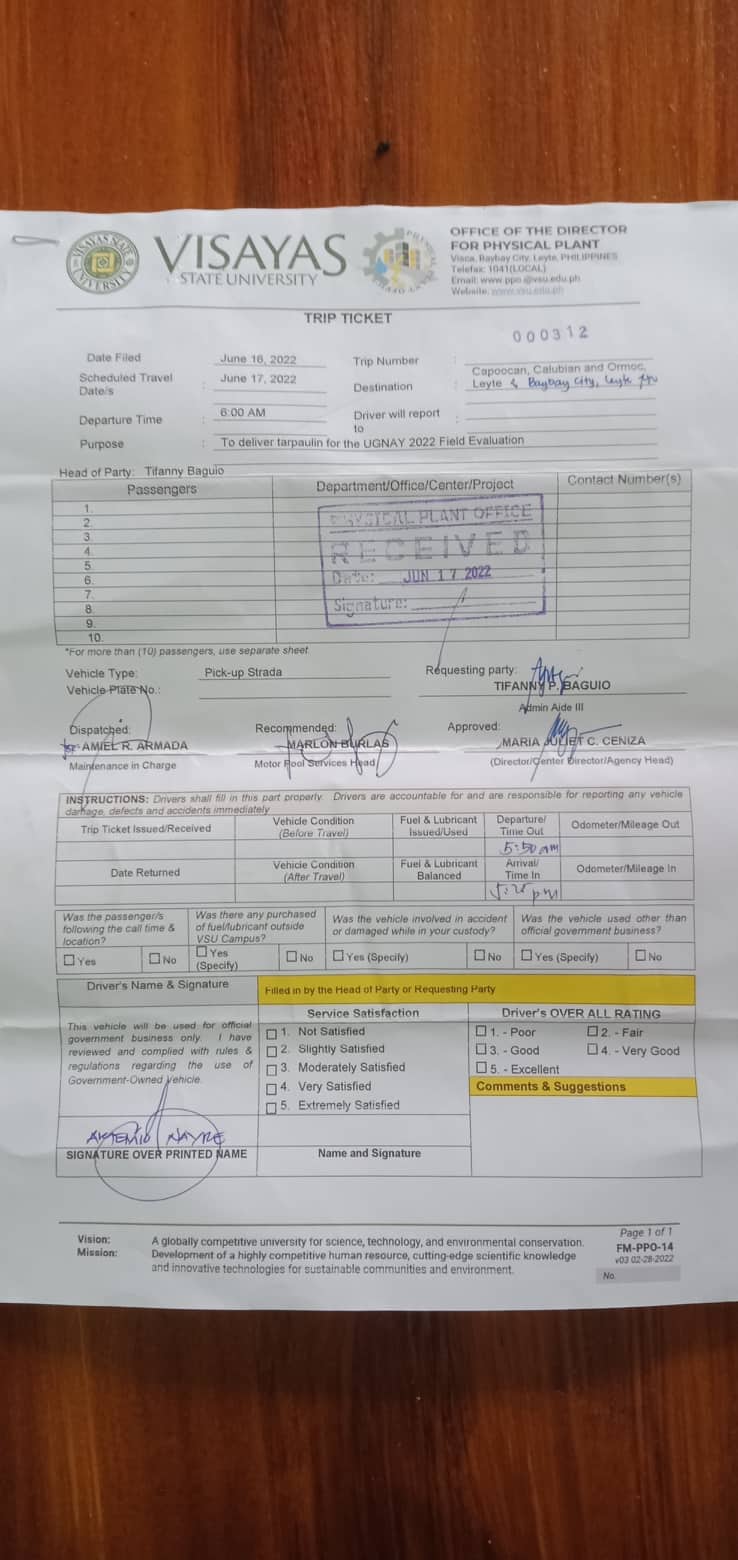 VISAYAS
STATE UNIVERSITY
OFFICE OF THE DIRECTOR
FOR PHYSICAL PLANT
Visca, Baybay City, Leyte, PHILIPPINES
Telefax: 1041(LOCAL)
Email: www.ppo @vsu.edu.ph
Website: www.vsu.edu.ph
TRIP TICKET
000312
Date Filed June 16, 2022 Trip Number :
Scheduled Travel Date/s : June 17, 2022 Destination : Capoocan, Calubian and Ormoc, Leyte & Baybay City, Leyte
Departure Time : 6:00 AM Driver will report to :
Purpose : To deliver tarpaulin for the UGNAY 2022 Field Evaluation
Head of Party: Tifanny Baguio
Passengers Department/Office/Center/Project Contact Number(s)
1.
2.
3.
4.
5.
6.
7.
8.
9.
10.
PHYSICAL PLANT OFFICE
RECEIVED
Date: JUN 17 2022
Signature:
*For more than (10) passengers, use separate sheet
Vehicle Type: Pick-up Strada Requesting party:
Vehicle Plate No.: TIFANNY P. BAGUIO
Admin Aide III
Dispatched: Recommended: Approved:
for AMIEL R. ARMADA MARLON BURLAS MARIA JULIET C. CENIZA
Maintenance in Charge Motor Pool Services Head (Director/Center Director/Agency Head)
INSTRUCTIONS: Drivers shall fill in this part properly. Drivers are accountable for and are responsible for reporting any vehicle
damage, defects and accidents immediately
Trip Ticket Issued/Received Vehicle Condition (Before Travel) Fuel & Lubricant Issued/Used Departure/ Time Out Odometer/Mileage Out
5:50 am
Date Returned Vehicle Condition (After Travel) Fuel & Lubricant Balanced Arrival/ Time In Odometer/Mileage In
pm
Was the passenger/s following the call time & location? Was there any purchased of fuel/lubricant outside VSU Campus? Was the vehicle involved in accident or damaged while in your custody? Was the vehicle used other than official government business?
Yes No Yes (Specify) No Yes (Specify) No Yes (Specify) No
Driver's Name & Signature Filled in by the Head of Party or Requesting Party
Service Satisfaction Driver's OVER ALL RATING
This vehicle will be used for official
government business only. I have
reviewed and complied with rules &
regulations regarding the use of
Government-Owned Vehicle.
1. Not Satisfied
2. Slightly Satisfied
3. Moderately Satisfied
4. Very Satisfied
5. Extremely Satisfied
1. - Poor 2. - Fair
3. - Good 4. - Very Good
5. - Excellent
Comments & Suggestions
ARTEMIO NAYRE
SIGNATURE OVER PRINTED NAME Name and Signature
Vision: A globally competitive university for science, technology, and environmental conservation.
Mission: Development of a highly competitive human resource, cutting-edge scientific knowledge
and innovative technologies for sustainable communities and environment.
Page 1 of 1
FM-PPO-14
v03 02-28-2022
No.